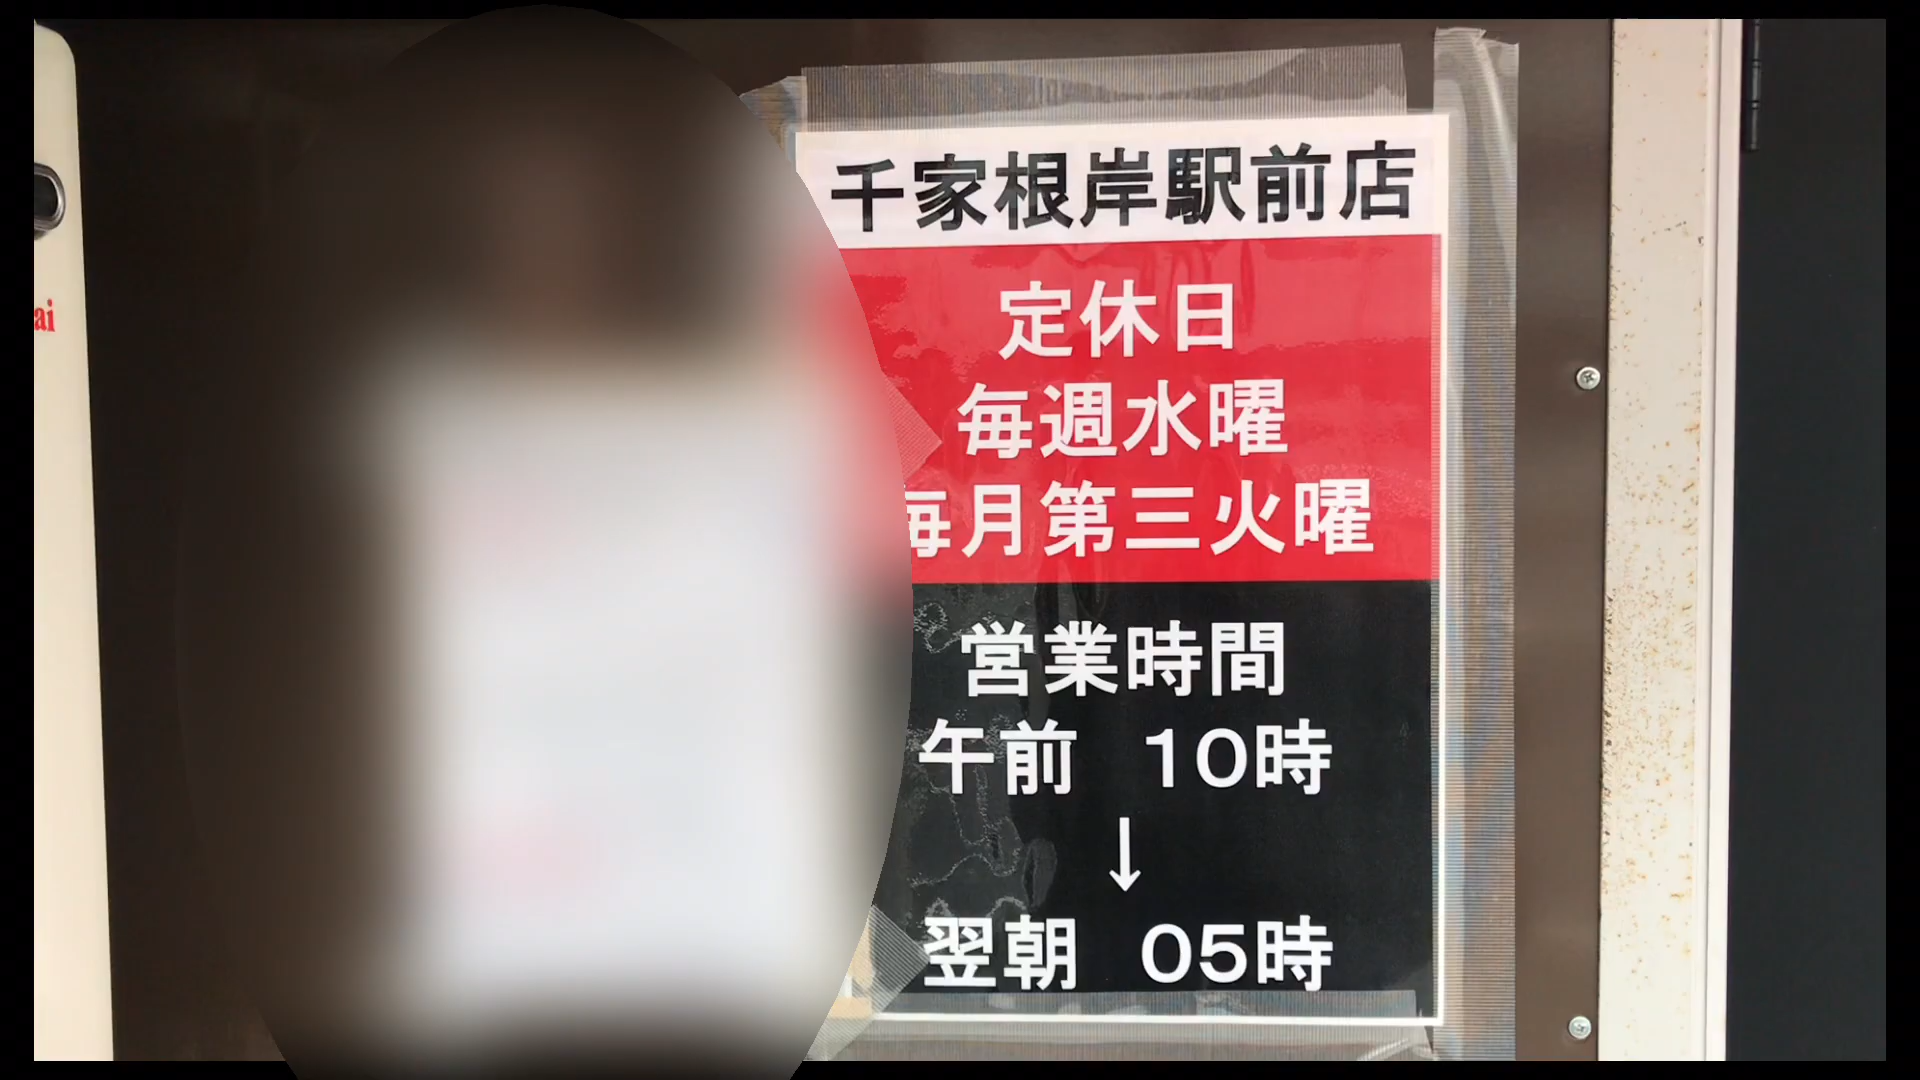 ai
千家根岸駅前店
定休日
毎週水曜
毎月第三火曜
営業時間
午前 10時
↓
翌朝 05時